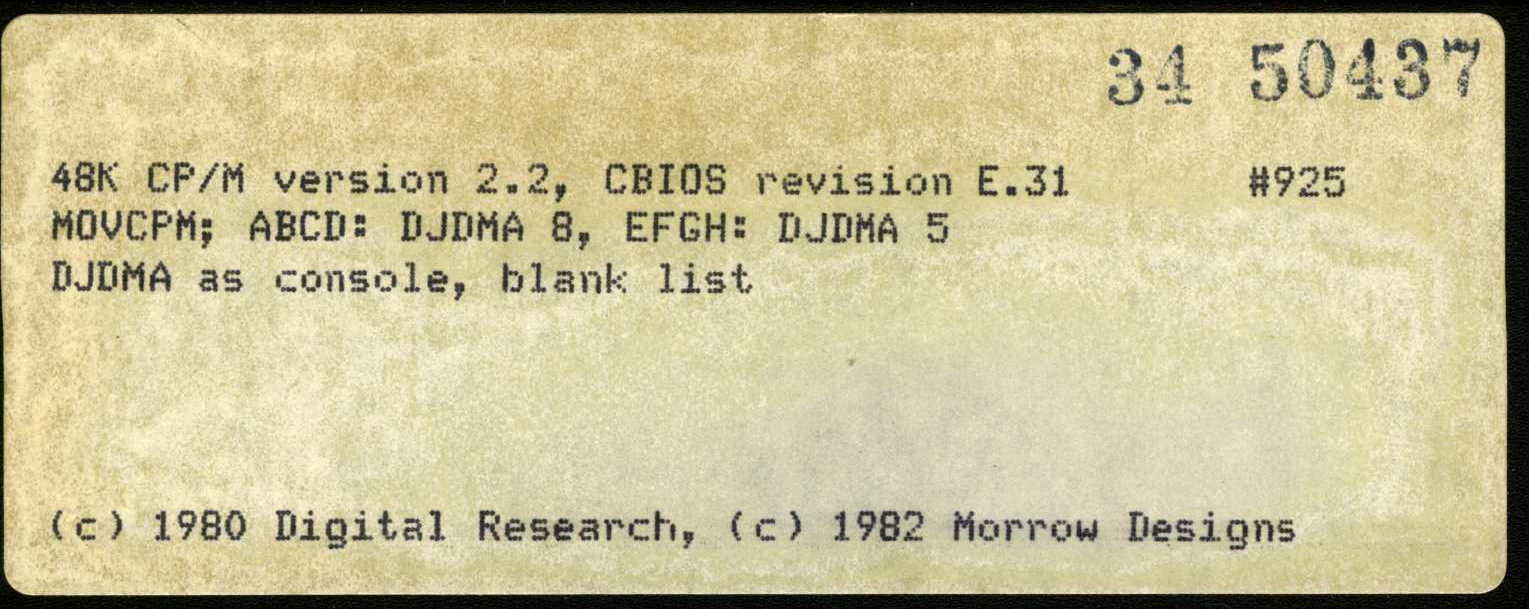 34 50437
48K CP/M version 2.2, CBIOS revision E.31 #925
MOVCPM; ABCD: DJDMA 8, EFGH: DJDMA 5
DJDMA as console, blank list
(c) 1980 Digital Research, (c) 1982 Morrow Designs